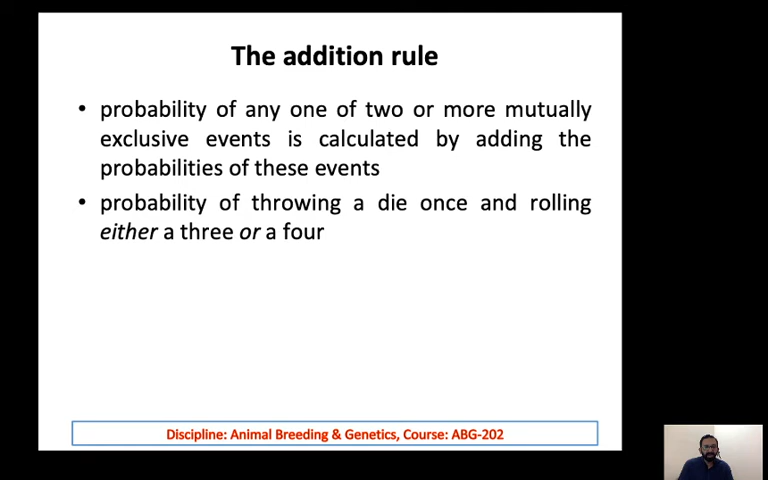 The addition rule
• probability of any one of two or more mutually
exclusive events is calculated by adding the
probabilities of these events
• probability of throwing a die once and rolling
either a three or a four
Discipline: Animal Breeding & Genetics, Course: ABG-202